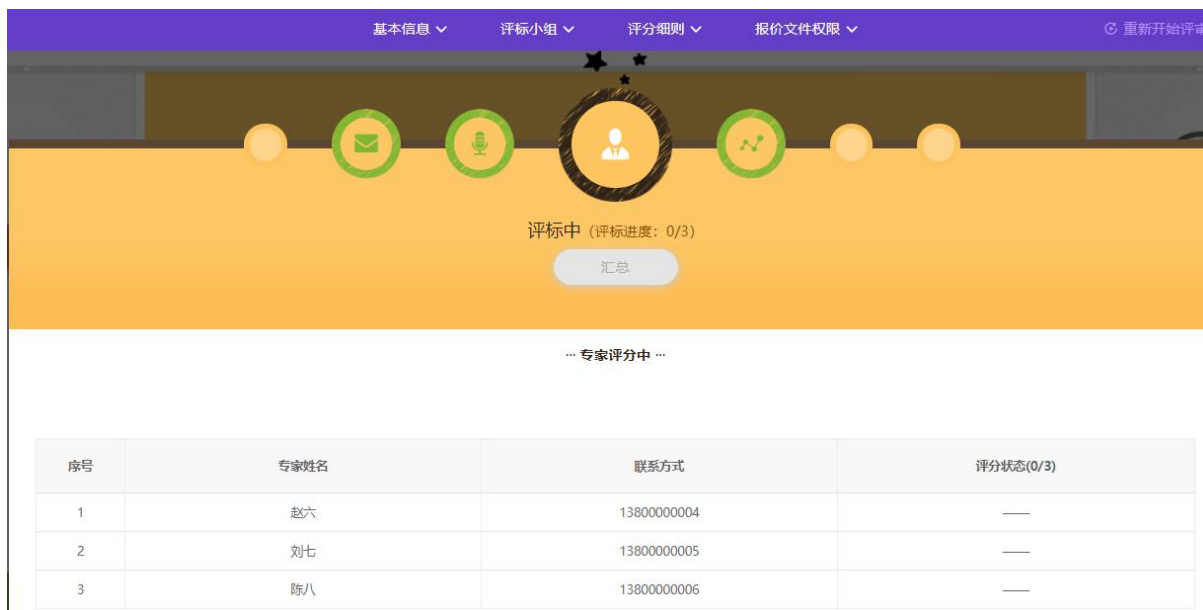 基本信息 评标小组 评分细则 报价文件权限 重新开始评审
评标中（评标进度：0/3）
汇总
··· 专家评分中 ···
序号 专家姓名 联系方式 评分状态(0/3)
1 赵六 13800000004 ——
2 刘七 13800000005 ——
3 陈八 13800000006 ——